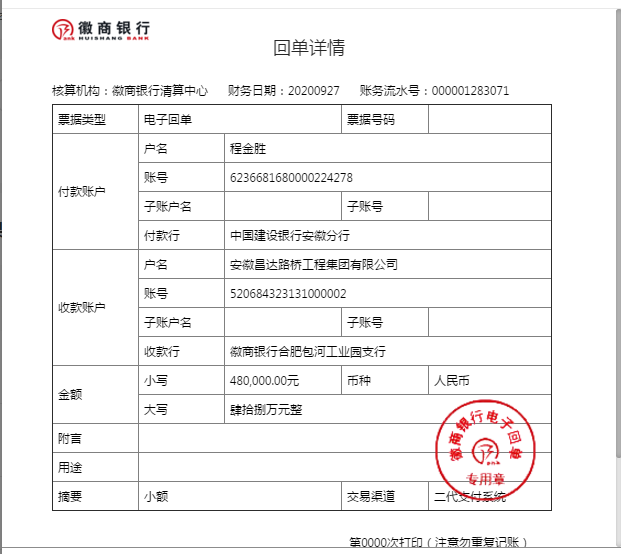 徽商银行
HUISHANG BANK
回单详情
核算机构：徽商银行清算中心 财务日期：20200927 账务流水号：000001283071
票据类型 电子回单 票据号码
付款账户
户名 程金胜
账号 6236681680000224278
子账户名 子账号
付款行 中国建设银行安徽分行
收款账户
户名 安徽昌达路桥工程集团有限公司
账号 520684323131000002
子账户名 子账号
收款行 徽商银行合肥包河工业园支行
金额
小写 480,000.00元 币种 人民币
大写 肆拾捌万元整
附言
用途
摘要 小额 交易渠道 二代支付系统
徽商银行电子回单
专用章
第0000次打印（注意勿重复记账）